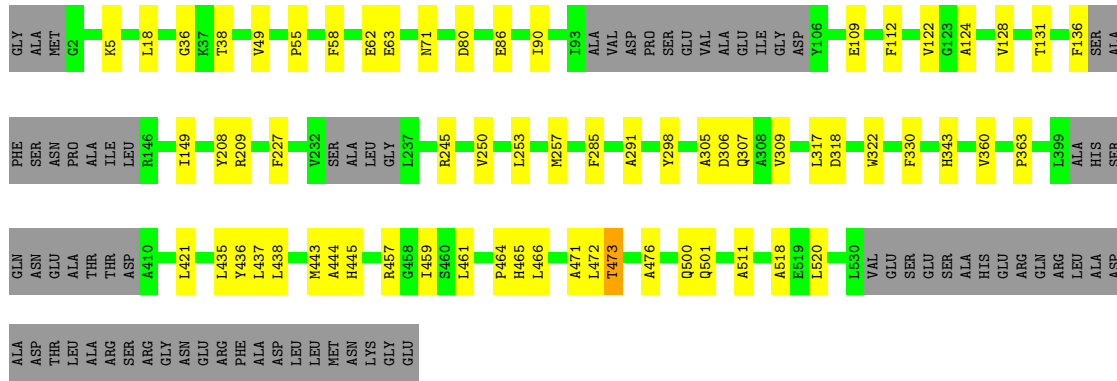 GLY ALA MET G2 K5 L18 G36 K37 T38 V49 P55 F58 E62 E63 N71 D80 E86 I90 I93 ALA VAL ASP PRO SER GLU VAL ALA GLU ILE GLY ASP Y106 E109 F112 V122 G123 A124 V128 T131 F136 SER ALA
PHE SER ASN PRO ALA ILE LEU R146 I149 Y208 R209 F227 V232 SER ALA LEU GLY L237 R245 V250 L253 M257 F285 A291 Y298 A305 D306 Q307 A308 V309 L317 D318 W322 F330 H343 V360 P363 L399 ALA HIS SER
GLN ASN GLU ALA THR THR ASP A410 L421 L435 Y436 L437 L438 M443 A444 H445 R457 G458 I459 S460 L461 P464 H465 L466 A471 L472 T473 A476 Q500 Q501 A511 A518 E519 L520 L530 VAL GLU SER GLU SER ALA HIS GLU ARG GLN ARG LEU ALA ASP
ALA ASP THR LEU ALA ARG SER ARG GLY ASN GLU ARG PHE ALA ASP LEU LEU MET ASN LYS GLY GLU